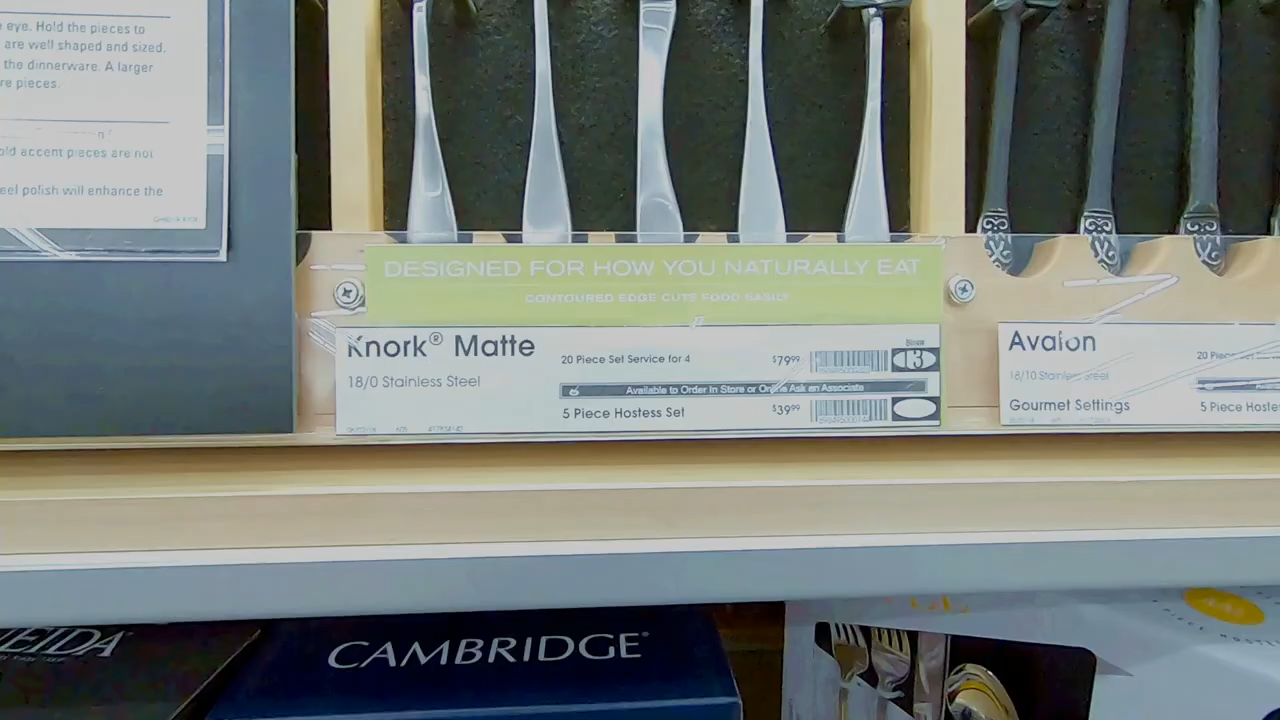 eye. Hold the pieces to
are well shaped and sized,
the dinnerware. A larger
re pieces.
old accent pieces are not
eel polish will enhance the
DESIGNED FOR HOW YOU NATURALLY EAT
CONTOURED EDGE CUTS FOOD EASILY
Knork® Matte
18/0 Stainless Steel
20 Piece Set Service for 4 $79.99
Binw 13
Available to Order In Store or Online Ask an Associate
5 Piece Hostess Set $39.99
Avalon
18/10 Stainless Steel
Gourmet Settings
20 Piece
5 Piece Hoste
EIDA
CAMBRIDGE